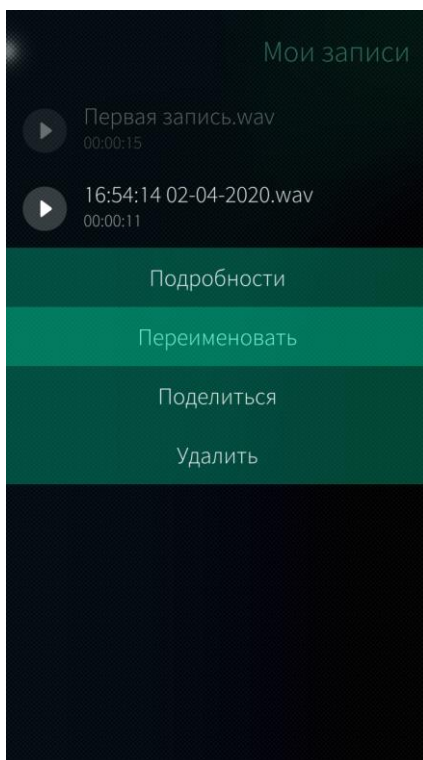 Мои записи
Первая запись.wav
00:00:15
16:54:14 02-04-2020.wav
00:00:11
Подробности
Переименовать
Поделиться
Удалить